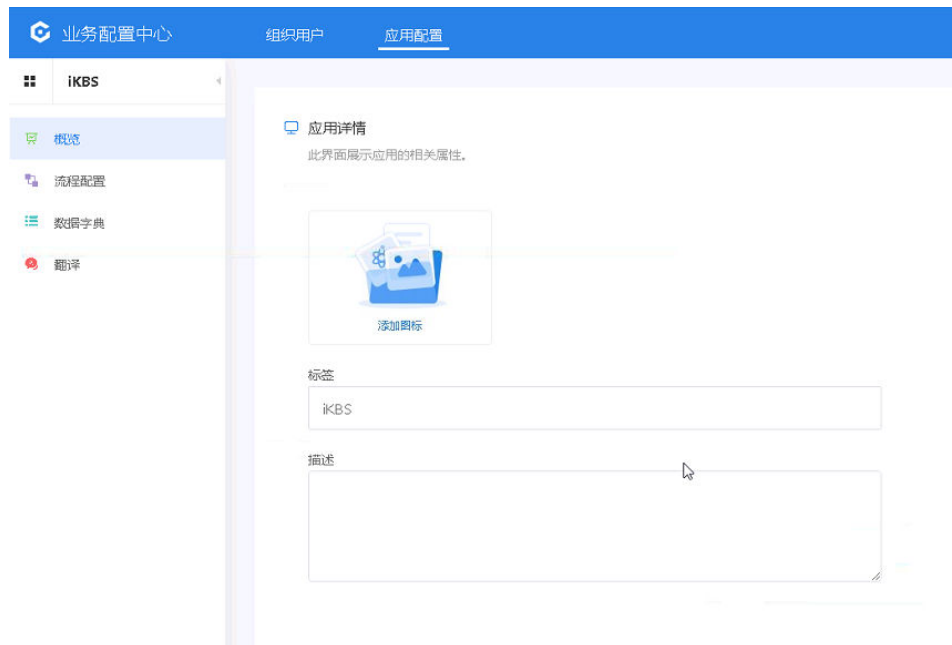 业务配置中心
组织用户
应用配置
iKBS
概览
流程配置
数据字典
翻译
应用详情
此界面展示应用的相关属性。
添加图标
标签
iKBS
描述